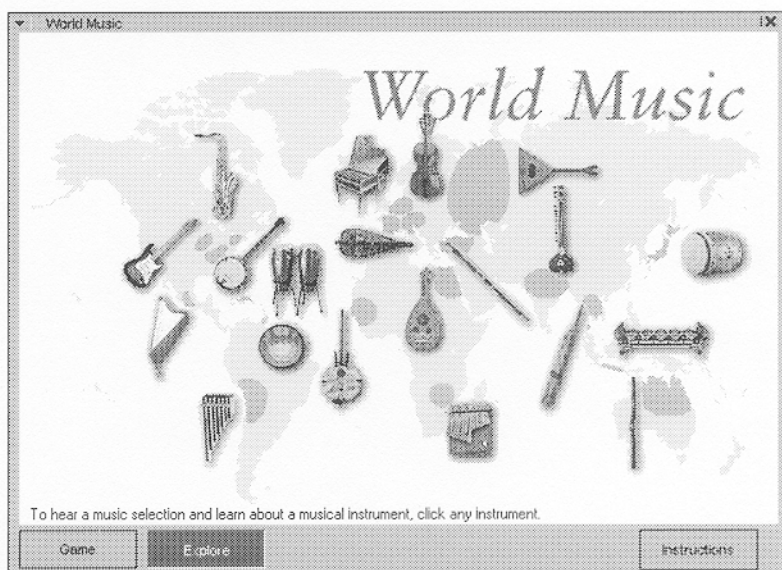 World Music
World Music
To hear a music selection and learn about a musical instrument, click any instrument.
Game
Explore
Instructions